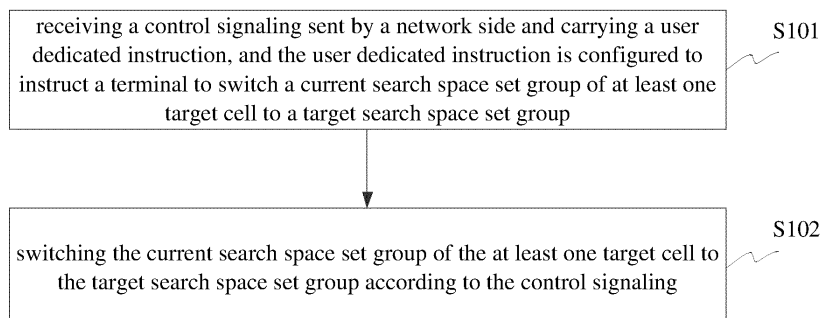 receiving a control signaling sent by a network side and carrying a user
dedicated instruction, and the user dedicated instruction is configured to
instruct a terminal to switch a current search space set group of at least one
target cell to a target search space set group
S101
switching the current search space set group of the at least one target cell to
the target search space set group according to the control signaling
S102